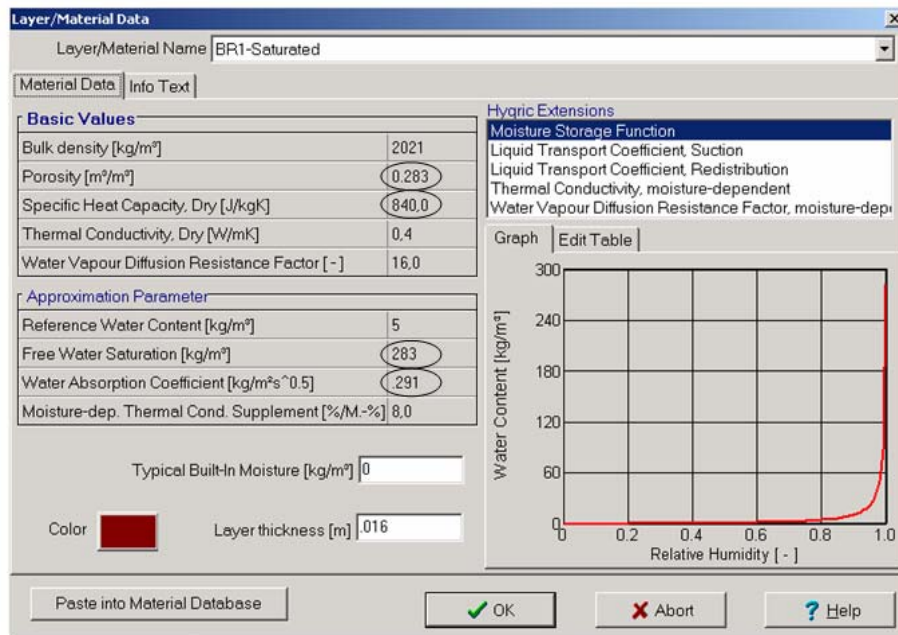 Layer/Material Data
Layer/Material Name BR1-Saturated
Material Data Info Text
Basic Values
Bulk density [kg/m³] 2021
Porosity [m³/m³] 0.283
Specific Heat Capacity, Dry [J/kgK] 840,0
Thermal Conductivity, Dry [W/mK] 0,4
Water Vapour Diffusion Resistance Factor [ - ] 16,0
Approximation Parameter
Reference Water Content [kg/m³] 5
Free Water Saturation [kg/m³] 283
Water Absorption Coefficient [kg/m²s^0.5] .291
Moisture-dep. Thermal Cond. Supplement [%/M.-%] 8,0
Typical Built-In Moisture [kg/m³] 0
Color
Layer thickness [m] .016
Hygric Extensions
Moisture Storage Function
Liquid Transport Coefficient, Suction
Liquid Transport Coefficient, Redistribution
Thermal Conductivity, moisture-dependent
Water Vapour Diffusion Resistance Factor, moisture-depe
Graph Edit Table
300
240
180
120
60
0
Water Content [kg/m³]
0 0.2 0.4 0.6 0.8 1.0
Relative Humidity [ - ]
Paste into Material Database
OK
Abort
? Help